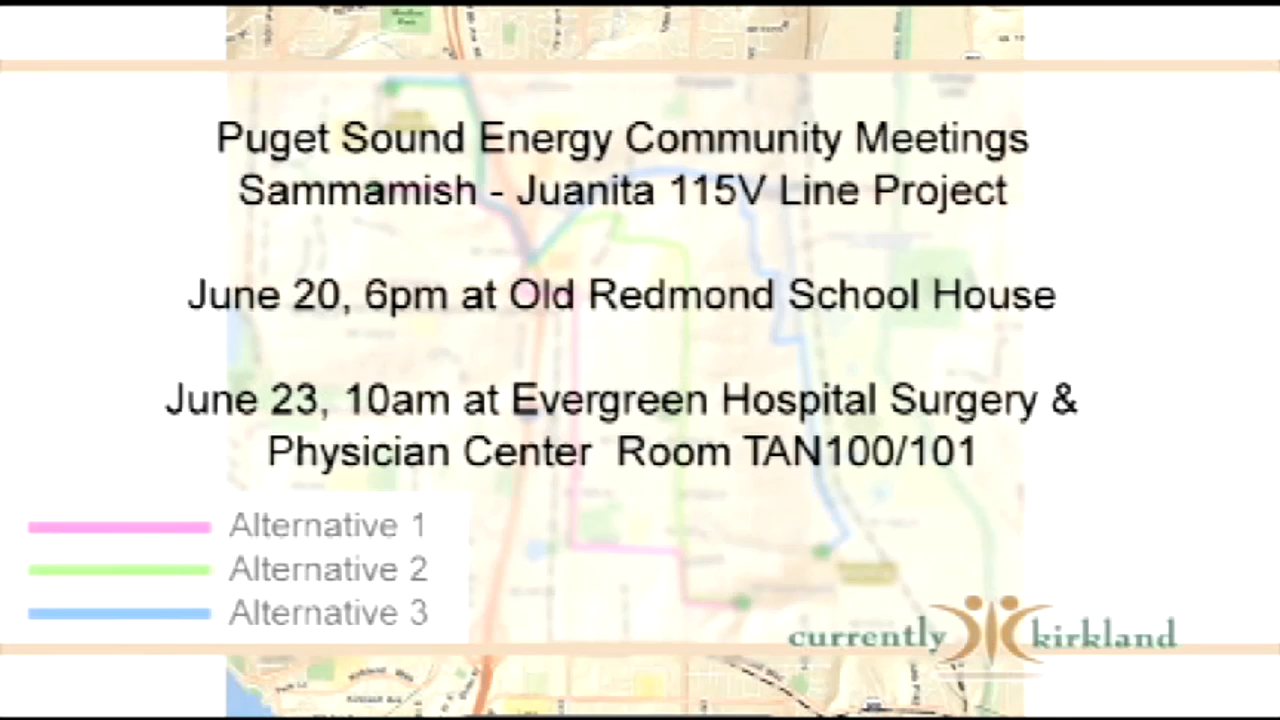 Puget Sound Energy Community Meetings
Sammamish - Juanita 115V Line Project
June 20, 6pm at Old Redmond School House
June 23, 10am at Evergreen Hospital Surgery &
Physician Center Room TAN100/101
Alternative 1
Alternative 2
Alternative 3
currently kirkland